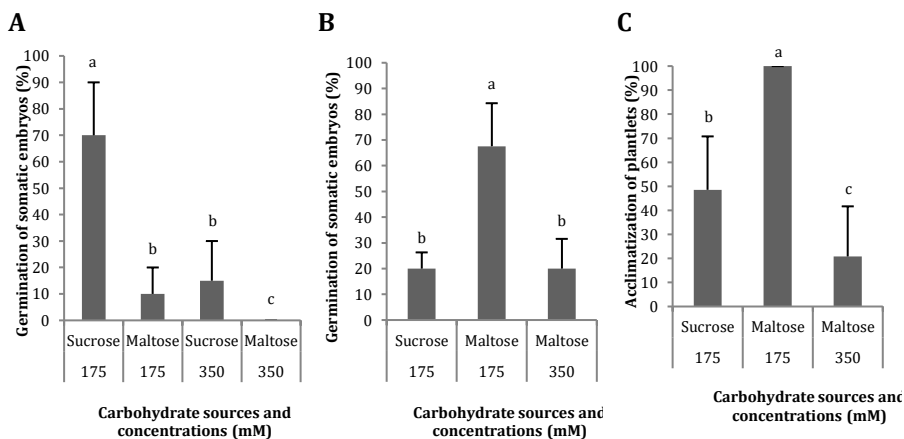 A
Germination of somatic embryos (%)
100
90
80
70
60
50
40
30
20
10
0
a
b
b
c
Sucrose Maltose Sucrose Maltose
175 175 350 350
Carbohydrate sources and
concentrations (mM)
B
Germination of somatic embryos (%)
100
90
80
70
60
50
40
30
20
10
0
b
a
b
Sucrose Maltose Maltose
175 175 350
Carbohydrate sources and
concentrations (mM)
C
Acclimatization of plantlets (%)
100
90
80
70
60
50
40
30
20
10
0
b
a
c
Sucrose Maltose Maltose
175 175 350
Carbohydrate sources and
concentrations (mM)